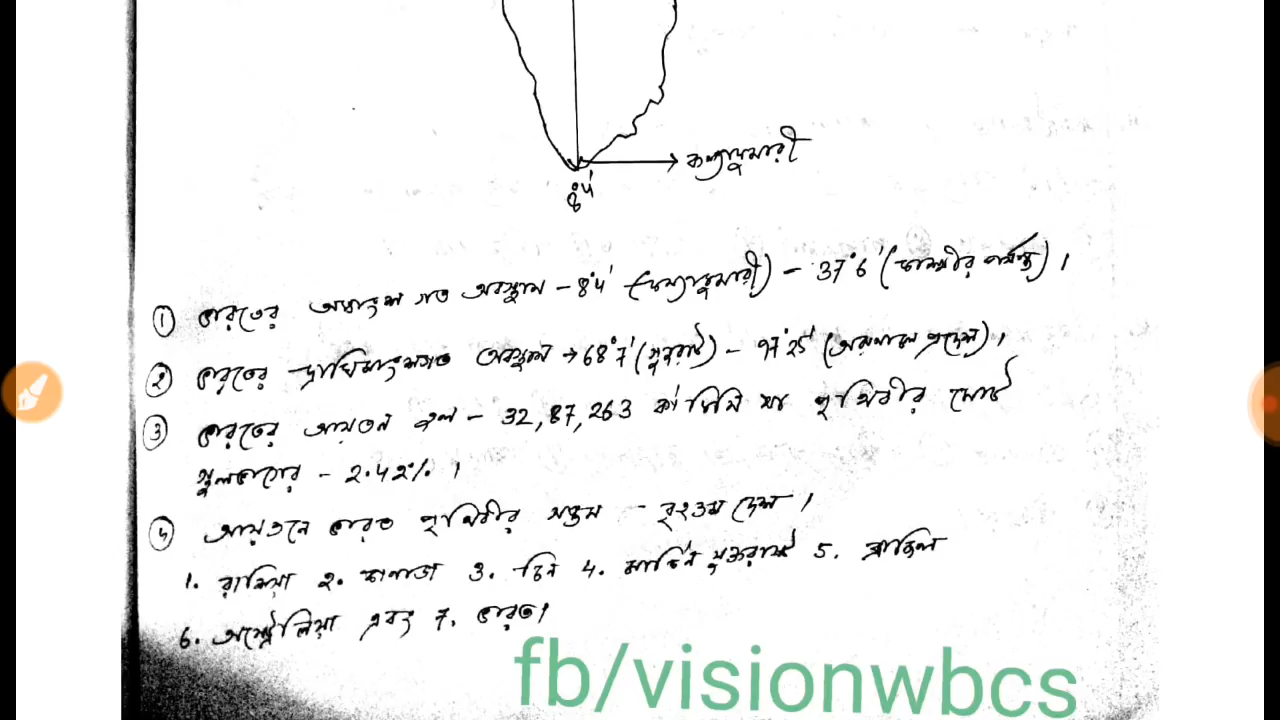 কন্যাকুমারী
8°4'
① ভারতের অক্ষাংশ গত অবস্থান - 8°4' (কন্যাকুমারী) - 37°6' (কাশ্মীর পর্যন্ত)।
② ভারতের দ্রাঘিমাংশগত অবস্থান → 68°7' (গুজরাট) - 97°25' (অরুণাচল প্রদেশ)।
③ ভারতের আয়তন হল - 32,87,263 বর্গ কিমি যা পৃথিবীর মোট
স্থলভাগের - 2.42%।
④ আয়তনে ভারত পৃথিবীর সপ্তম - বৃহত্তম দেশ।
1. রাশিয়া 2. কানাডা 3. চিন 4. মার্কিন যুক্তরাষ্ট্র 5. ব্রাজিল
6. অস্ট্রেলিয়া এবং 7. ভারত।
fb/visionwbcs